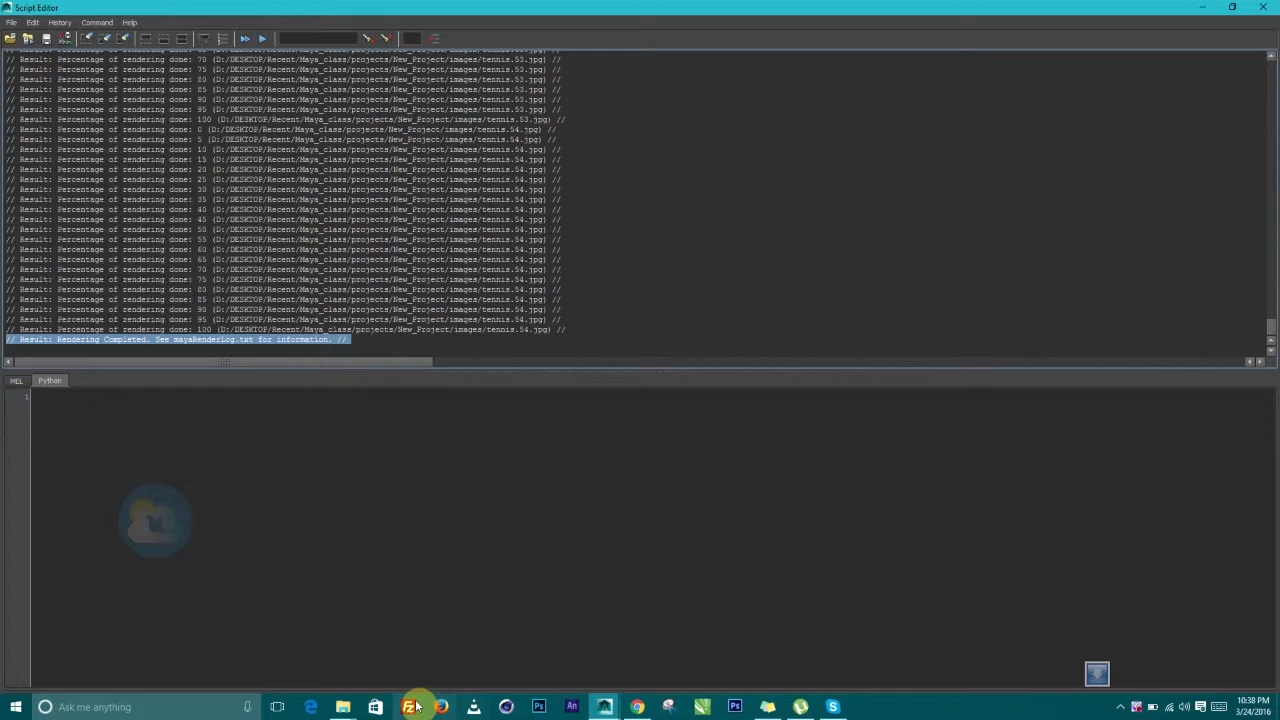 Script Editor
File Edit History Command Help
// Result: Percentage of rendering done: 70 (D:/DESKTOP/Recent/Maya_class/projects/New_Project/images/tennis.53.jpg) //
// Result: Percentage of rendering done: 75 (D:/DESKTOP/Recent/Maya_class/projects/New_Project/images/tennis.53.jpg) //
// Result: Percentage of rendering done: 80 (D:/DESKTOP/Recent/Maya_class/projects/New_Project/images/tennis.53.jpg) //
// Result: Percentage of rendering done: 85 (D:/DESKTOP/Recent/Maya_class/projects/New_Project/images/tennis.53.jpg) //
// Result: Percentage of rendering done: 90 (D:/DESKTOP/Recent/Maya_class/projects/New_Project/images/tennis.53.jpg) //
// Result: Percentage of rendering done: 95 (D:/DESKTOP/Recent/Maya_class/projects/New_Project/images/tennis.53.jpg) //
// Result: Percentage of rendering done: 100 (D:/DESKTOP/Recent/Maya_class/projects/New_Project/images/tennis.53.jpg) //
// Result: Percentage of rendering done: 0 (D:/DESKTOP/Recent/Maya_class/projects/New_Project/images/tennis.54.jpg) //
// Result: Percentage of rendering done: 5 (D:/DESKTOP/Recent/Maya_class/projects/New_Project/images/tennis.54.jpg) //
// Result: Percentage of rendering done: 10 (D:/DESKTOP/Recent/Maya_class/projects/New_Project/images/tennis.54.jpg) //
// Result: Percentage of rendering done: 15 (D:/DESKTOP/Recent/Maya_class/projects/New_Project/images/tennis.54.jpg) //
// Result: Percentage of rendering done: 20 (D:/DESKTOP/Recent/Maya_class/projects/New_Project/images/tennis.54.jpg) //
// Result: Percentage of rendering done: 25 (D:/DESKTOP/Recent/Maya_class/projects/New_Project/images/tennis.54.jpg) //
// Result: Percentage of rendering done: 30 (D:/DESKTOP/Recent/Maya_class/projects/New_Project/images/tennis.54.jpg) //
// Result: Percentage of rendering done: 35 (D:/DESKTOP/Recent/Maya_class/projects/New_Project/images/tennis.54.jpg) //
// Result: Percentage of rendering done: 40 (D:/DESKTOP/Recent/Maya_class/projects/New_Project/images/tennis.54.jpg) //
// Result: Percentage of rendering done: 45 (D:/DESKTOP/Recent/Maya_class/projects/New_Project/images/tennis.54.jpg) //
// Result: Percentage of rendering done: 50 (D:/DESKTOP/Recent/Maya_class/projects/New_Project/images/tennis.54.jpg) //
// Result: Percentage of rendering done: 55 (D:/DESKTOP/Recent/Maya_class/projects/New_Project/images/tennis.54.jpg) //
// Result: Percentage of rendering done: 60 (D:/DESKTOP/Recent/Maya_class/projects/New_Project/images/tennis.54.jpg) //
// Result: Percentage of rendering done: 65 (D:/DESKTOP/Recent/Maya_class/projects/New_Project/images/tennis.54.jpg) //
// Result: Percentage of rendering done: 70 (D:/DESKTOP/Recent/Maya_class/projects/New_Project/images/tennis.54.jpg) //
// Result: Percentage of rendering done: 75 (D:/DESKTOP/Recent/Maya_class/projects/New_Project/images/tennis.54.jpg) //
// Result: Percentage of rendering done: 80 (D:/DESKTOP/Recent/Maya_class/projects/New_Project/images/tennis.54.jpg) //
// Result: Percentage of rendering done: 85 (D:/DESKTOP/Recent/Maya_class/projects/New_Project/images/tennis.54.jpg) //
// Result: Percentage of rendering done: 90 (D:/DESKTOP/Recent/Maya_class/projects/New_Project/images/tennis.54.jpg) //
// Result: Percentage of rendering done: 95 (D:/DESKTOP/Recent/Maya_class/projects/New_Project/images/tennis.54.jpg) //
// Result: Percentage of rendering done: 100 (D:/DESKTOP/Recent/Maya_class/projects/New_Project/images/tennis.54.jpg) //
// Result: Rendering Completed. See mayaRenderLog.txt for information. //
MEL Python
1
Ask me anything
Fz Ps An Ps
10:38 PM
3/24/2016